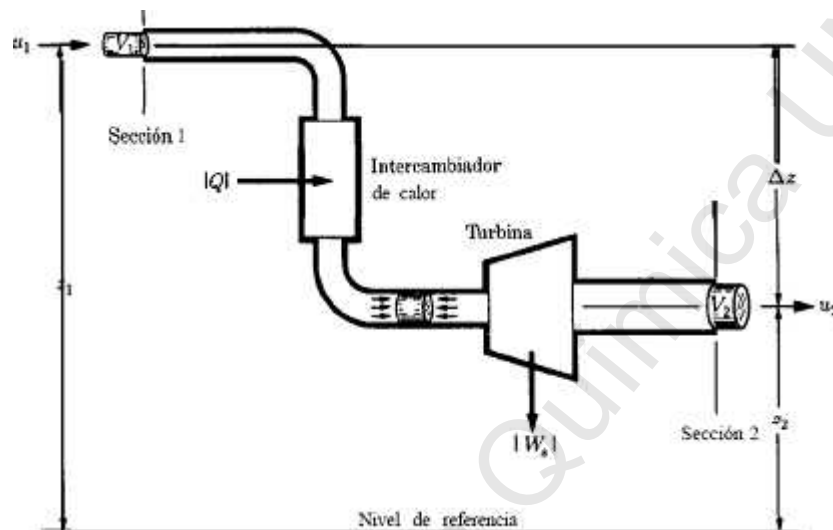 u₁
V₁
Sección 1
|Q|
Intercambiador
de calor
Δz
Turbina
z₁
V₂
u₂
|Wₛ|
Sección 2
z₂
Nivel de referencia
Quimica U